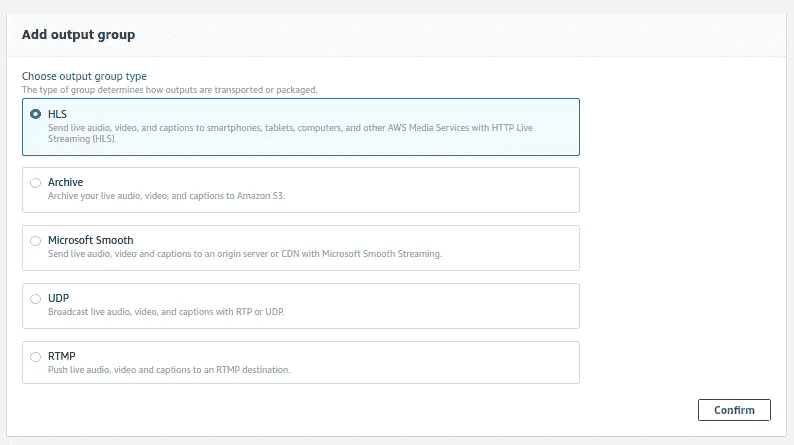 Add output group
Choose output group type
The type of group determines how outputs are transported or packaged.
HLS
Send live audio, video, and captions to smartphones, tablets, computers, and other AWS Media Services with HTTP Live
Streaming (HLS).
Archive
Archive your live audio, video, and captions to Amazon S3.
Microsoft Smooth
Send live audio, video and captions to an origin server or CDN with Microsoft Smooth Streaming.
UDP
Broadcast live audio, video, and captions with RTP or UDP.
RTMP
Push live audio, video and captions to an RTMP destination.
Confirm